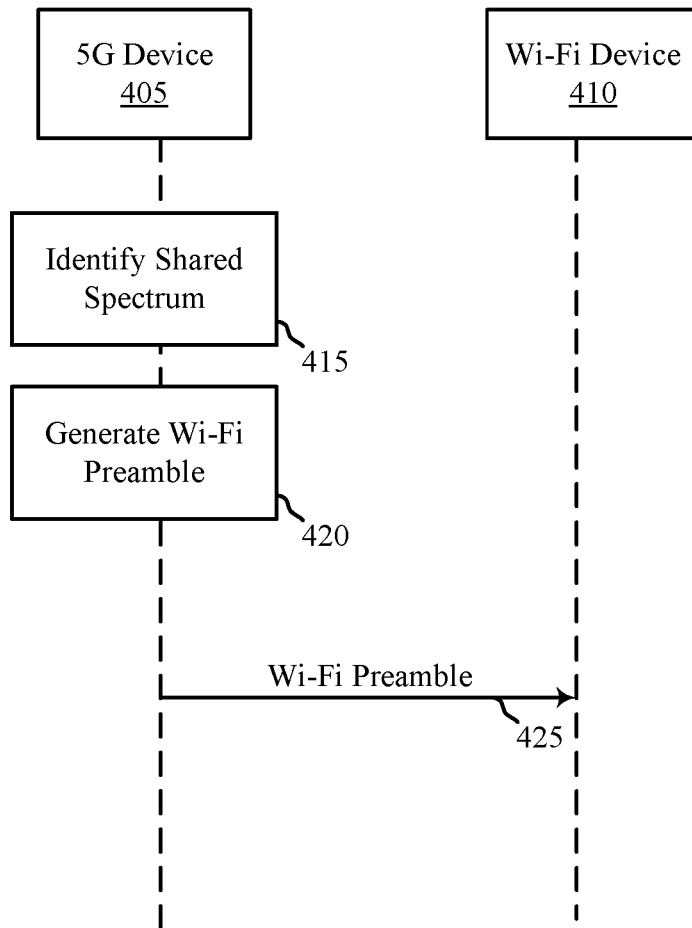 5G Device
405
Wi-Fi Device
410
Identify Shared
Spectrum
415
Generate Wi-Fi
Preamble
420
Wi-Fi Preamble
425